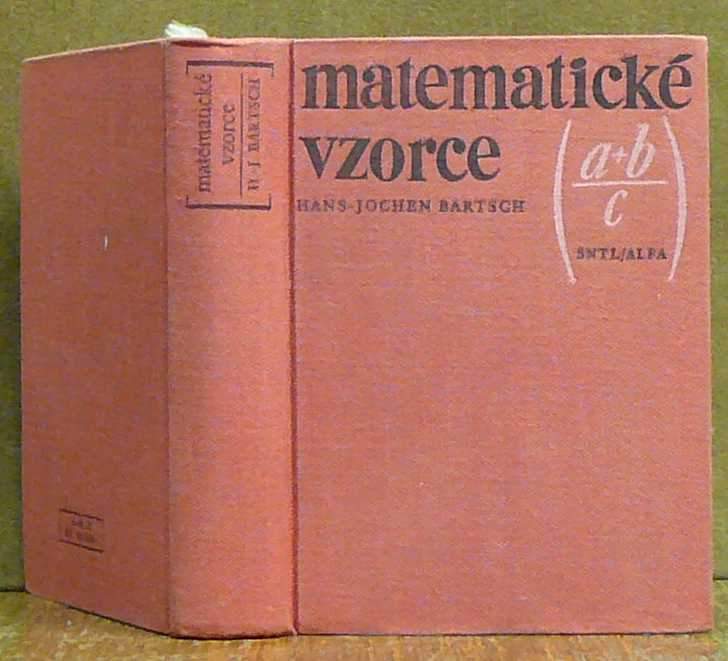 matematické
vzorce
HANS-JOCHEN BARTSCH
a+b
c
SNTL/ALFA
matematické
vzorce
H.-J. BARTSCH